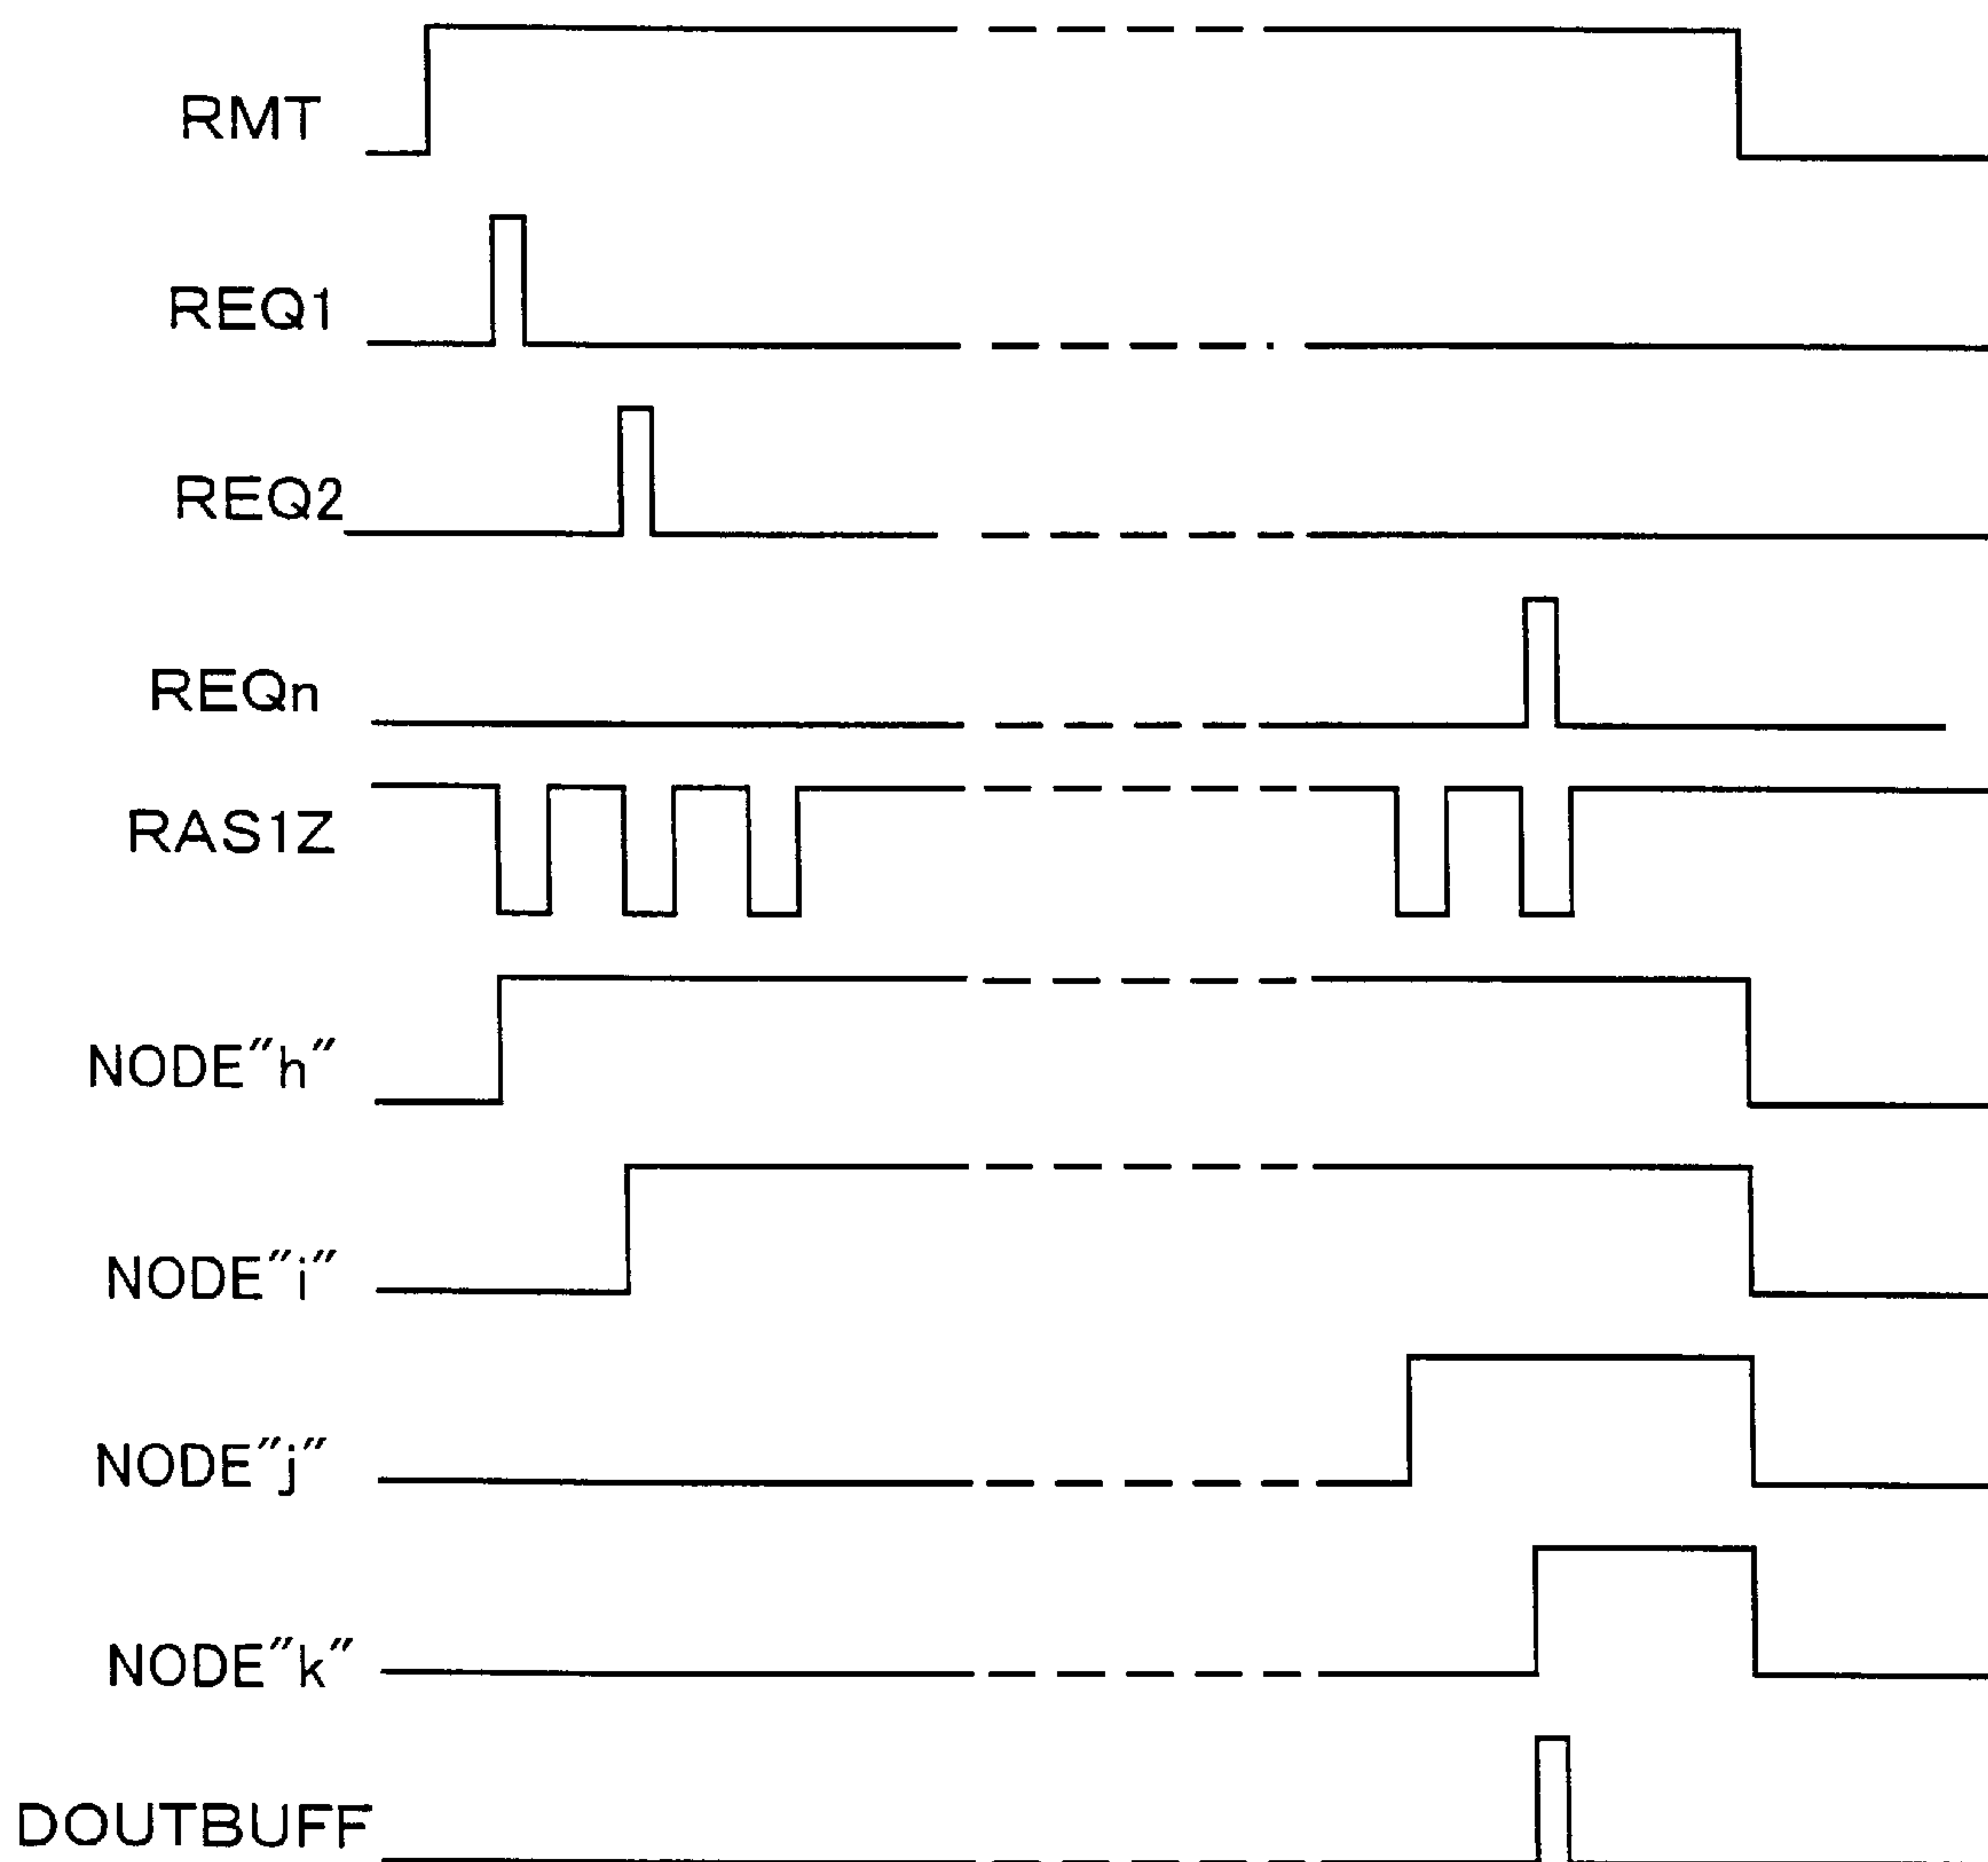 RMT
REQ1
REQ2
REQn
RAS1Z
NODE"h"
NODE"i"
NODE"j"
NODE"k"
DOUTBUFF